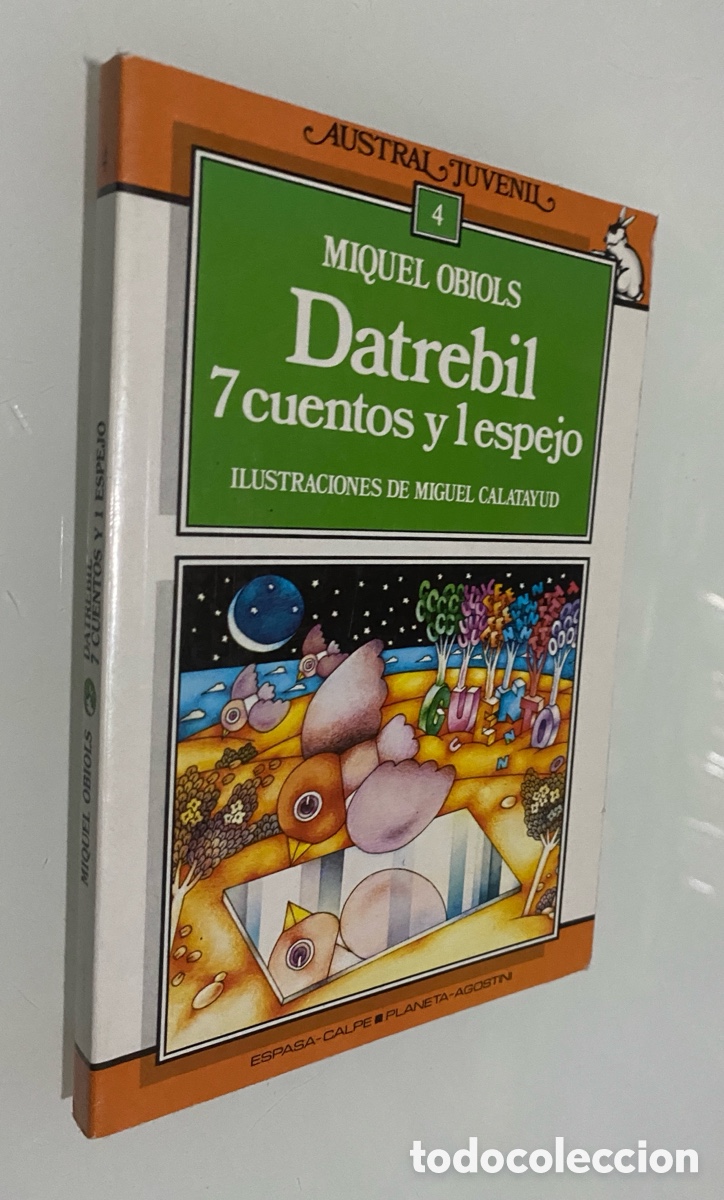 AUSTRAL JUVENIL
4
MIQUEL OBIOLS
Datrebil
7 cuentos y 1 espejo
ILUSTRACIONES DE MIGUEL CALATAYUD
CUENTO
ESPASA-CALPE ■ PLANETA-AGOSTINI
MIQUEL OBIOLS DATREBIL
7 CUENTOS Y 1 ESPEJO
todocoleccion